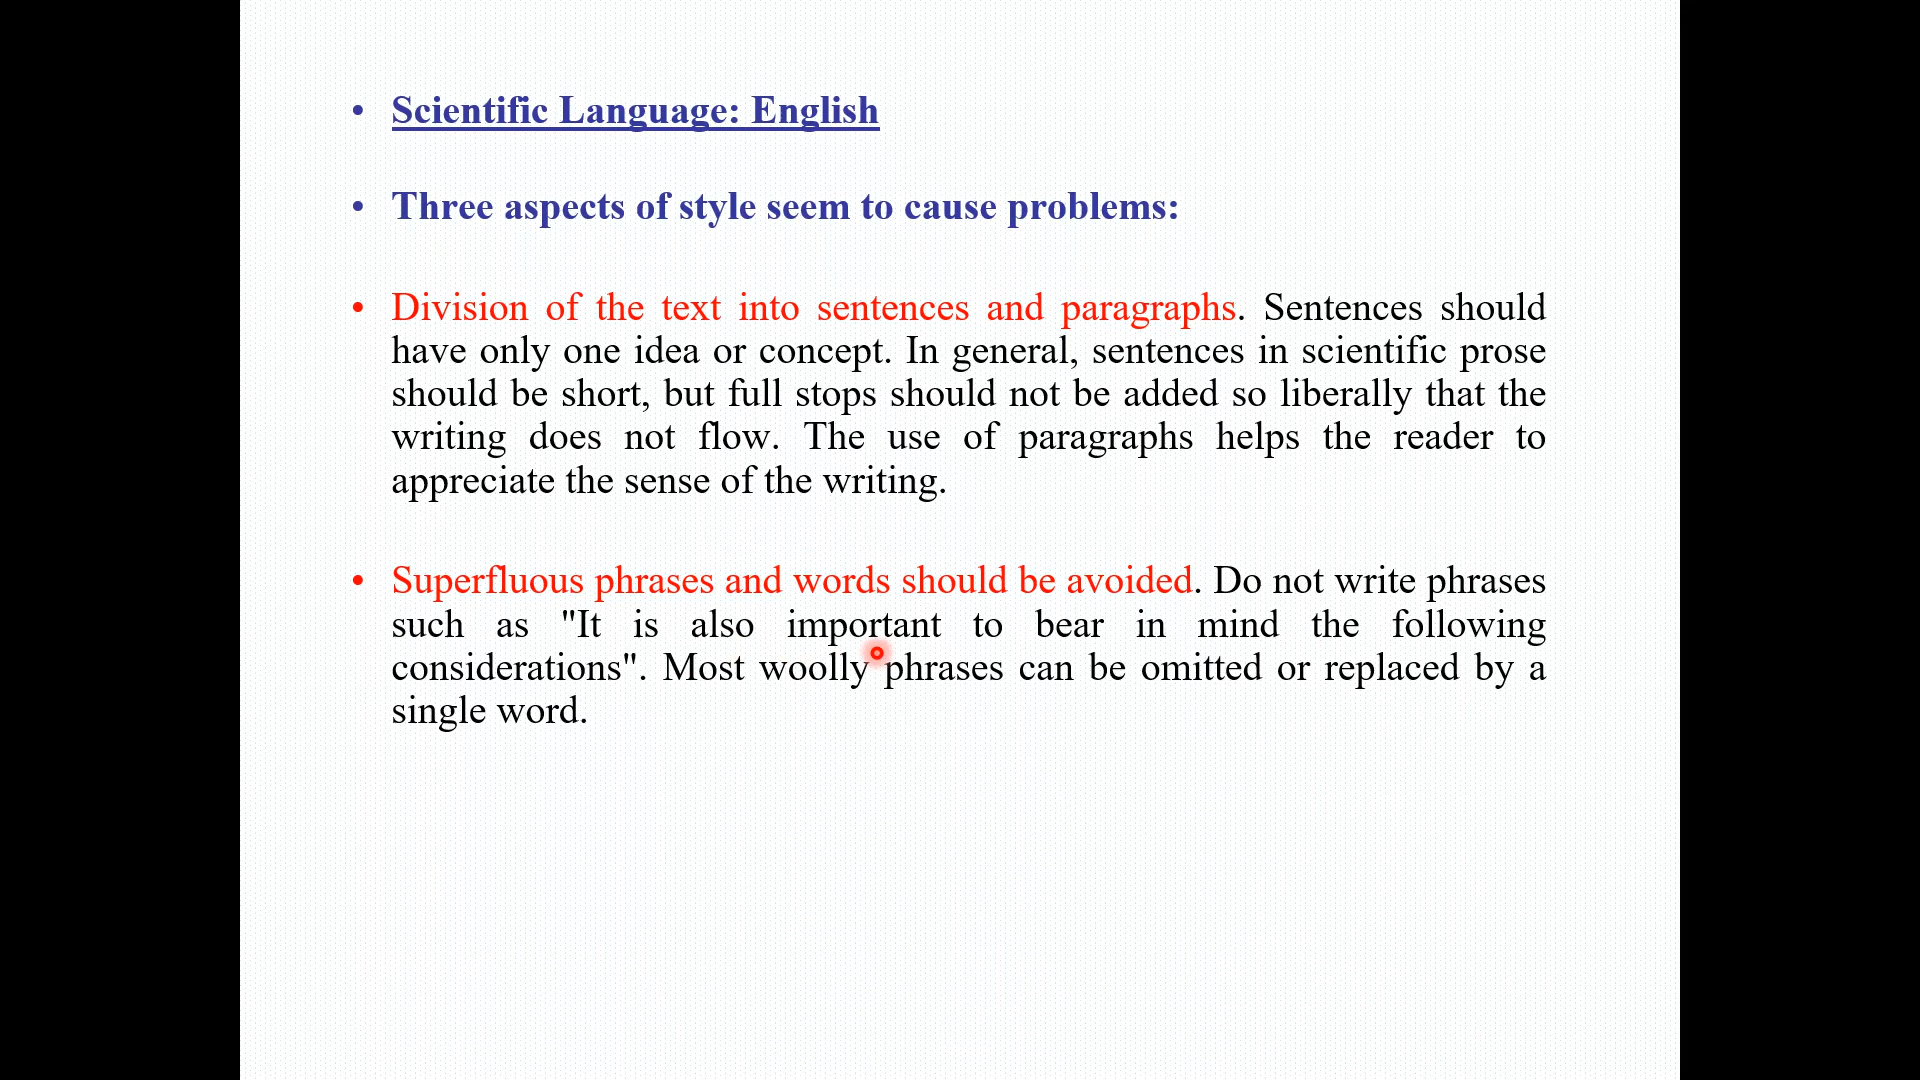 • Scientific Language: English
• Three aspects of style seem to cause problems:
• Division of the text into sentences and paragraphs. Sentences should
have only one idea or concept. In general, sentences in scientific prose
should be short, but full stops should not be added so liberally that the
writing does not flow. The use of paragraphs helps the reader to
appreciate the sense of the writing.
• Superfluous phrases and words should be avoided. Do not write phrases
such as "It is also important to bear in mind the following
considerations". Most woolly phrases can be omitted or replaced by a
single word.